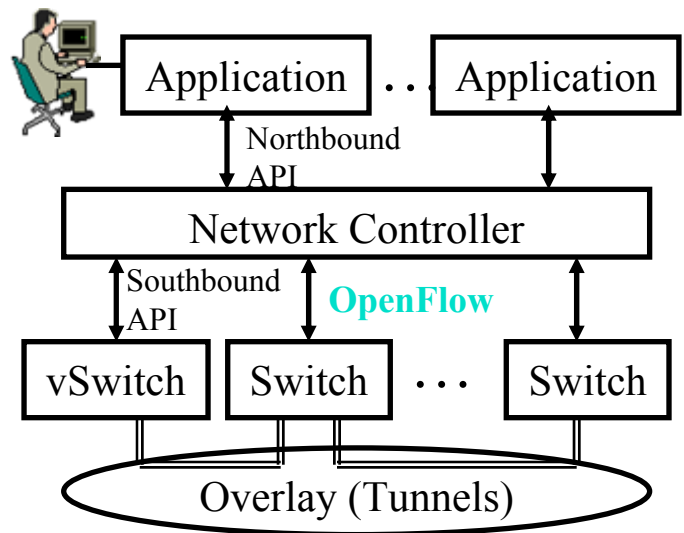 Application ... Application
Northbound
API
Network Controller
Southbound
API
OpenFlow
vSwitch Switch ... Switch
Overlay (Tunnels)